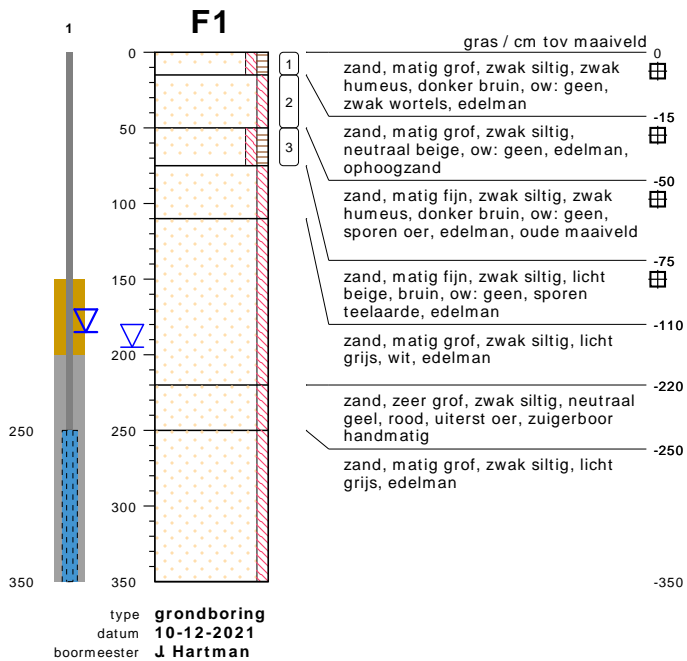 F1
1
gras / cm tov maaiveld
0
0
1
zand, matig grof, zwak siltig, zwak
humeus, donker bruin, ow: geen,
zwak wortels, edelman
-15
2
50
zand, matig grof, zwak siltig,
neutraal beige, ow: geen, edelman,
ophoogzand
-50
3
100
zand, matig fijn, zwak siltig, zwak
humeus, donker bruin, ow: geen,
sporen oer, edelman, oude maaiveld
-75
150
zand, matig fijn, zwak siltig, licht
beige, bruin, ow: geen, sporen
teelaarde, edelman
-110
200
zand, matig grof, zwak siltig, licht
grijs, wit, edelman
-220
zand, zeer grof, zwak siltig, neutraal
geel, rood, uiterst oer, zuigerboor
handmatig
250
250
-250
zand, matig grof, zwak siltig, licht
grijs, edelman
300
350
350
-350
type grondboring
datum 10-12-2021
boormeester J. Hartman